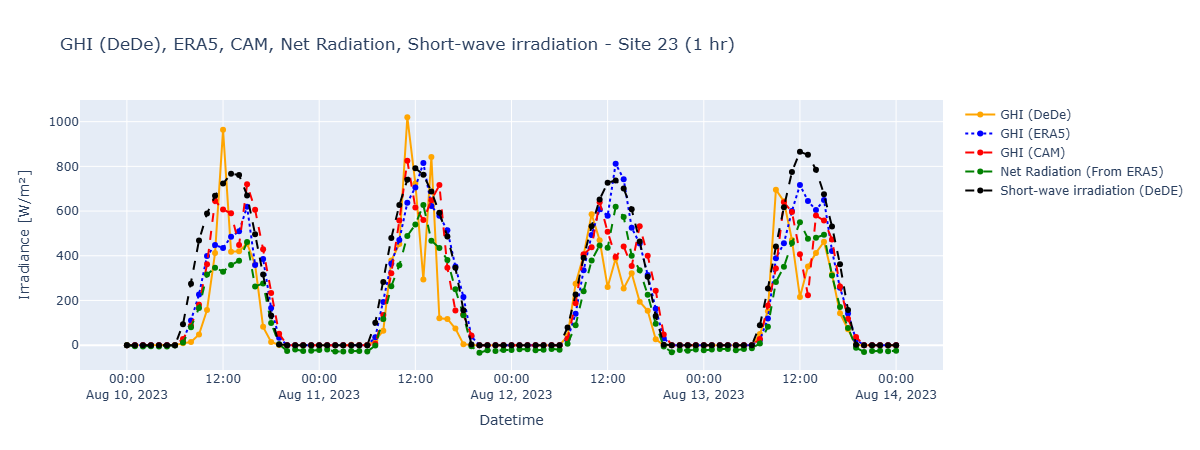 GHI (DeDe), ERA5, CAM, Net Radiation, Short-wave irradiation - Site 23 (1 hr)
GHI (DeDe)
GHI (ERA5)
GHI (CAM)
Net Radiation (From ERA5)
Short-wave irradiation (DeDE)
Irradiance [W/m²]
1000
800
600
400
200
0
00:00 12:00 00:00 12:00 00:00 12:00 00:00 12:00 00:00
Aug 10, 2023 Aug 11, 2023 Aug 12, 2023 Aug 13, 2023 Aug 14, 2023
Datetime